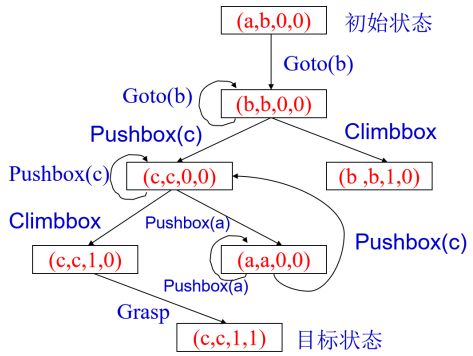 (a,b,0,0) 初始状态
Goto(b)
Goto(b)
(b,b,0,0)
Pushbox(c)
Climbbox
Pushbox(c)
(c,c,0,0)
(b ,b,1,0)
Climbbox
Pushbox(a)
Pushbox(c)
(c,c,1,0)
(a,a,0,0)
Pushbox(a)
Grasp
(c,c,1,1) 目标状态